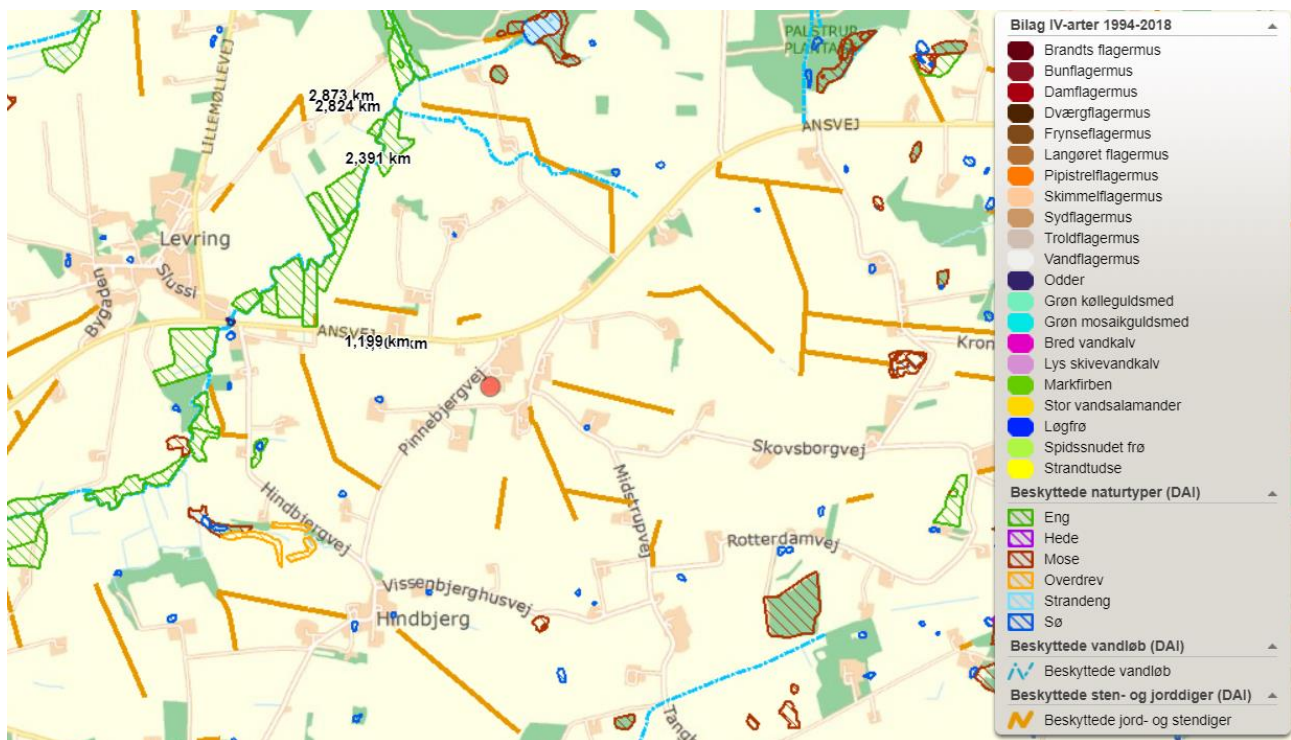 PALSTRUP
PLANTA
LILLEMØLLEVEJ
2,873 km
2,824 km
2,391 km
ANSVEJ
Levring
Slussi
Bygaden
ANSVEJ
1,199 km
km
Kron
Pinnebjergvej
Skovsborgvej
Midstrupvej
Hindbjergvej
Rotterdamvej
Vissenbjerghusvej
Hindbjerg
Tangk
Bilag IV-arter 1994-2018
Brandts flagermus
Bunflagermus
Damflagermus
Dværgflagermus
Frynseflagermus
Langøret flagermus
Pipistrelflagermus
Skimmelflagermus
Sydflagermus
Troldflagermus
Vandflagermus
Odder
Grøn kølleguldsmed
Grøn mosaikguldsmed
Bred vandkalv
Lys skivevandkalv
Markfirben
Stor vandsalamander
Løgfrø
Spidssnudet frø
Strandtudse
Beskyttede naturtyper (DAI)
Eng
Hede
Mose
Overdrev
Strandeng
Sø
Beskyttede vandløb (DAI)
Beskyttede vandløb
Beskyttede sten- og jorddiger (DAI)
Beskyttede jord- og stendiger